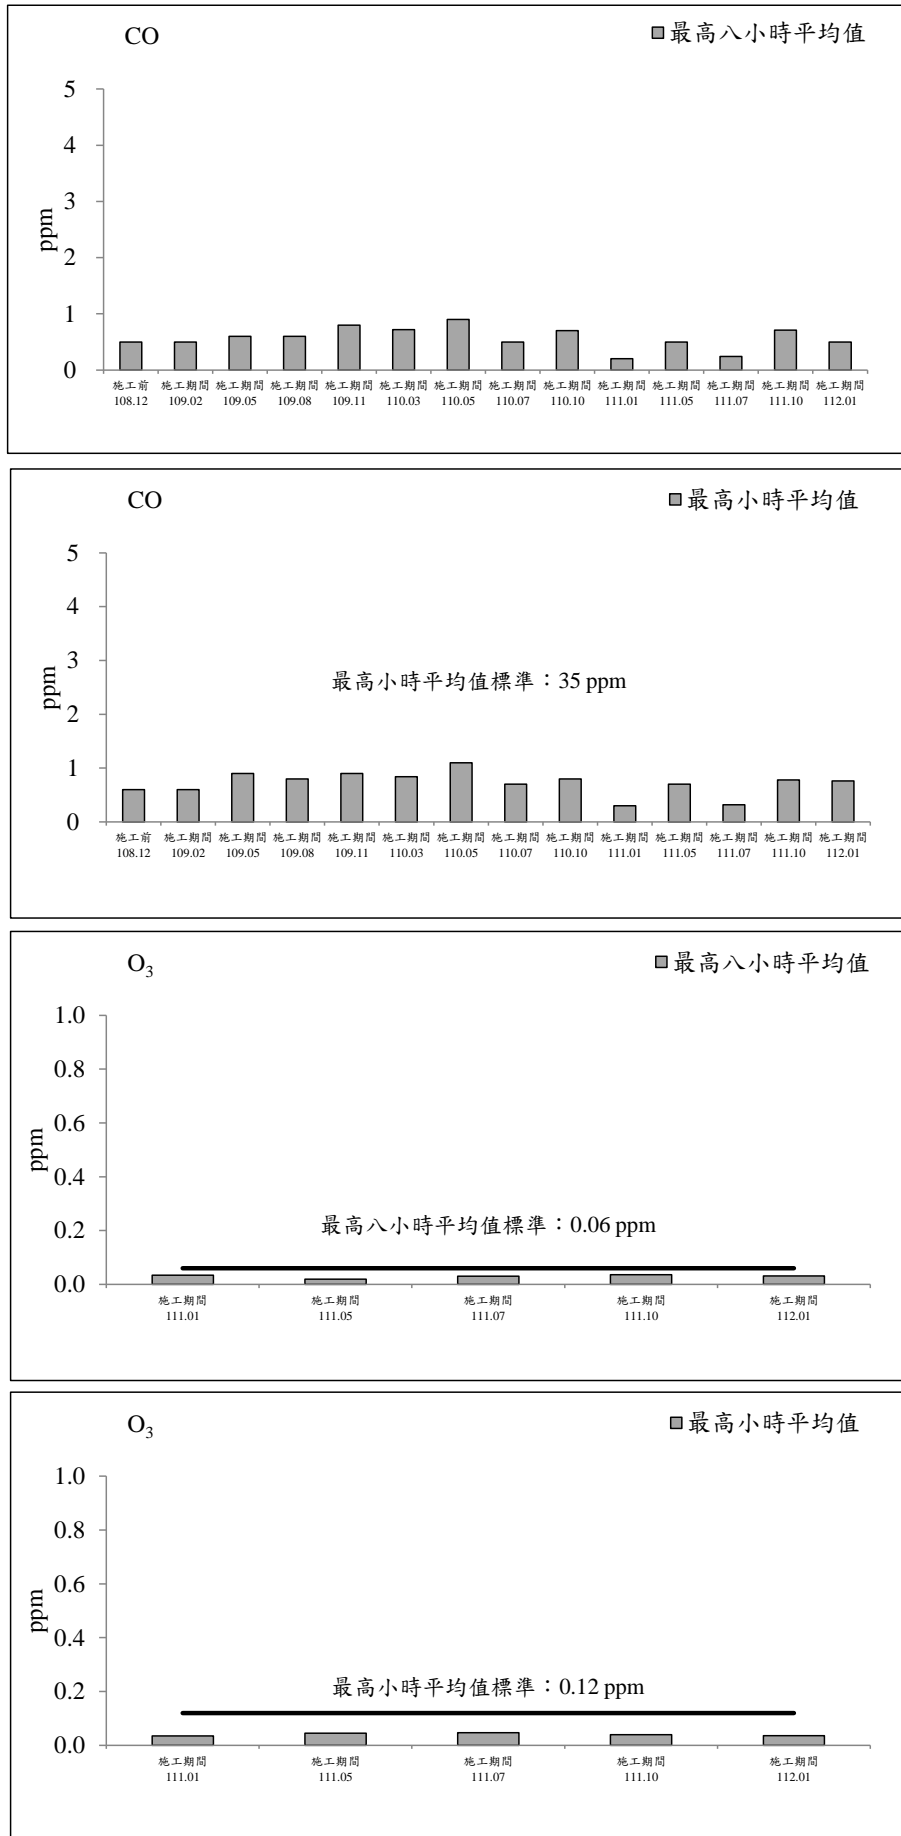 CO
■最高八小時平均值
5
4
3
2
1
0
ppm
施工前 施工期間 施工期間 施工期間 施工期間 施工期間 施工期間 施工期間 施工期間 施工期間 施工期間 施工期間 施工期間 施工期間
108.12 109.02 109.05 109.08 109.11 110.03 110.05 110.07 110.10 111.01 111.05 111.07 111.10 112.01
CO
■最高小時平均值
5
4
3
2
1
0
ppm
最高小時平均值標準：35 ppm
施工前 施工期間 施工期間 施工期間 施工期間 施工期間 施工期間 施工期間 施工期間 施工期間 施工期間 施工期間 施工期間 施工期間
108.12 109.02 109.05 109.08 109.11 110.03 110.05 110.07 110.10 111.01 111.05 111.07 111.10 112.01
O₃
■最高八小時平均值
1.0
0.8
0.6
0.4
0.2
0.0
ppm
最高八小時平均值標準：0.06 ppm
施工期間 施工期間 施工期間 施工期間 施工期間
111.01 111.05 111.07 111.10 112.01
O₃
■最高小時平均值
1.0
0.8
0.6
0.4
0.2
0.0
ppm
最高小時平均值標準：0.12 ppm
施工期間 施工期間 施工期間 施工期間 施工期間
111.01 111.05 111.07 111.10 112.01